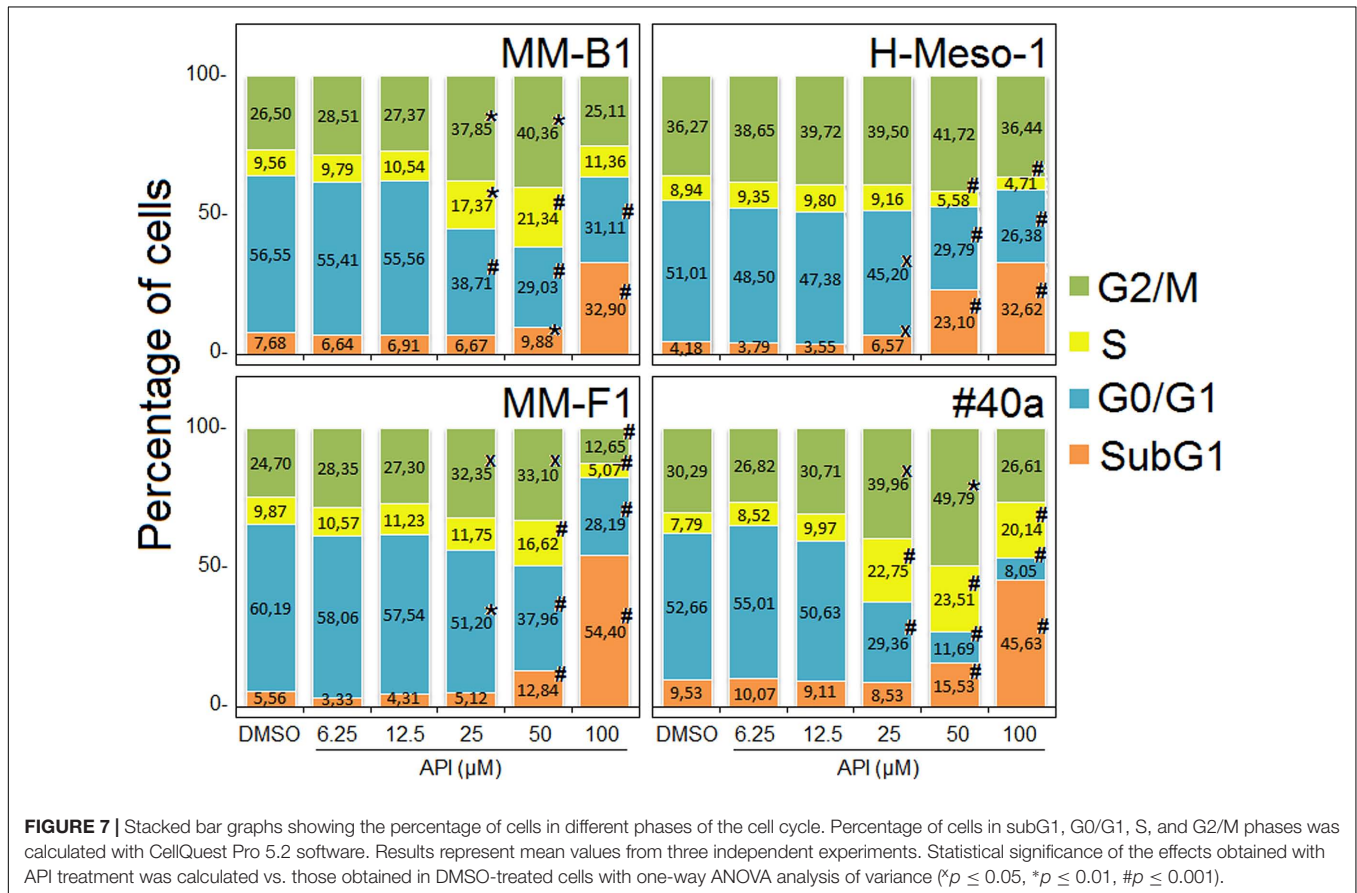 MM-B1
H-Meso-1
100-
26,50 28,51 27,37 37,85* 40,36* 25,11
9,56 9,79 10,54 17,37* 21,34# 11,36
56,55 55,41 55,56 38,71# 29,03# 31,11#
7,68 6,64 6,91 6,67 9,88* 32,90#
36,27 38,65 39,72 39,50 41,72 36,44
8,94 9,35 9,80 9,16 5,58# 4,71#
51,01 48,50 47,38 45,20x 29,79# 26,38#
4,18 3,79 3,55 6,57x 23,10# 32,62#
50-
0-
Percentage of cells
MM-F1
#40a
100-
24,70 28,35 27,30 32,35x 33,10x 12,65#
9,87 10,57 11,23 11,75 16,62# 5,07#
60,19 58,06 57,54 51,20* 37,96# 28,19#
5,56 3,33 4,31 5,12 12,84# 54,40#
30,29 26,82 30,71 39,96x 49,79* 26,61
7,79 8,52 9,97 22,75# 23,51# 20,14#
52,66 55,01 50,63 29,36# 11,69# 8,05#
9,53 10,07 9,11 8,53 15,53# 45,63#
50-
0-
DMSO 6.25 12.5 25 50 100
API (µM)
DMSO 6.25 12.5 25 50 100
API (µM)
G2/M
S
G0/G1
SubG1
FIGURE 7 | Stacked bar graphs showing the percentage of cells in different phases of the cell cycle. Percentage of cells in subG1, G0/G1, S, and G2/M phases was
calculated with CellQuest Pro 5.2 software. Results represent mean values from three independent experiments. Statistical significance of the effects obtained with
API treatment was calculated vs. those obtained in DMSO-treated cells with one-way ANOVA analysis of variance (ˣp ≤ 0.05, *p ≤ 0.01, #p ≤ 0.001).